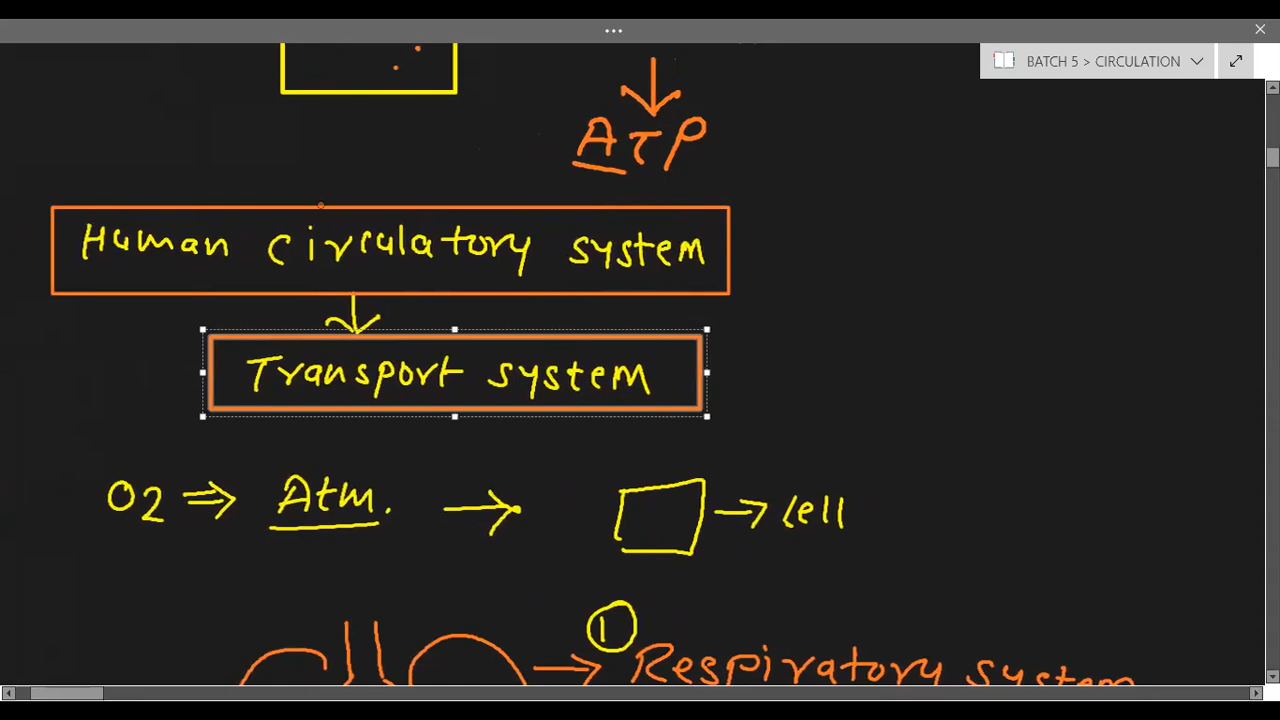 ...
BATCH 5 > CIRCULATION
ATP
Human circulatory system
Transport system
O2 ⇒ Atm. → → cell
1
→ Respiratory system